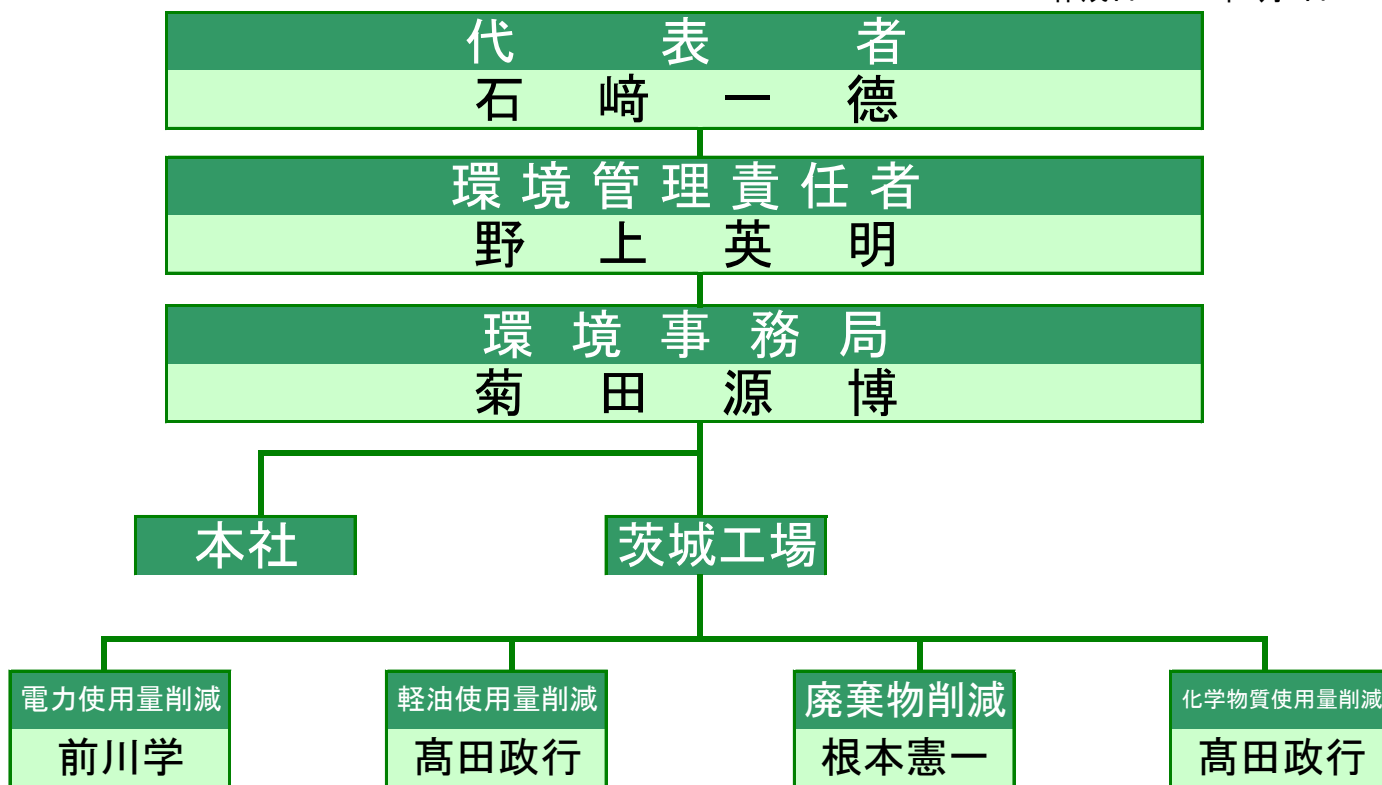 代表者
石﨑一德
環境管理責任者
野上英明
環境事務局
菊田源博
本社
茨城工場
電力使用量削減
軽油使用量削減
廃棄物削減
化学物質使用量削減
前川学
髙田政行
根本憲一
髙田政行